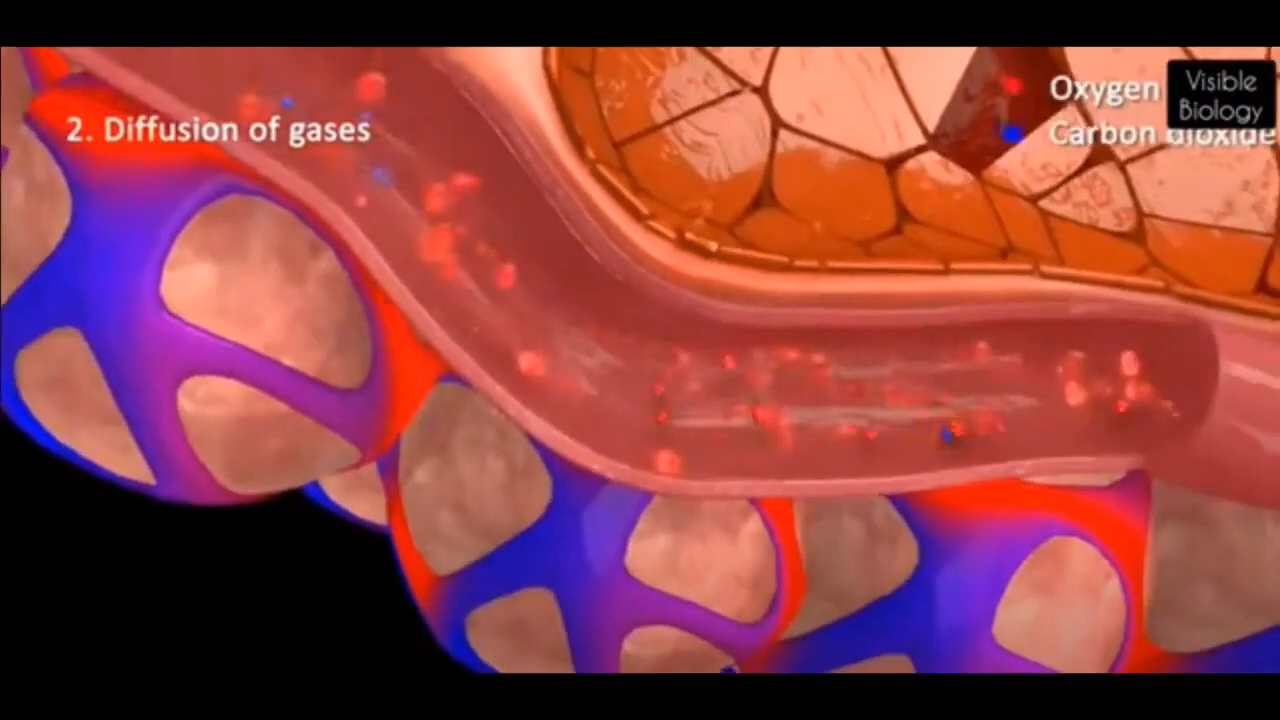 2. Diffusion of gases
Oxygen
Carbon dioxide
Visible
Biology